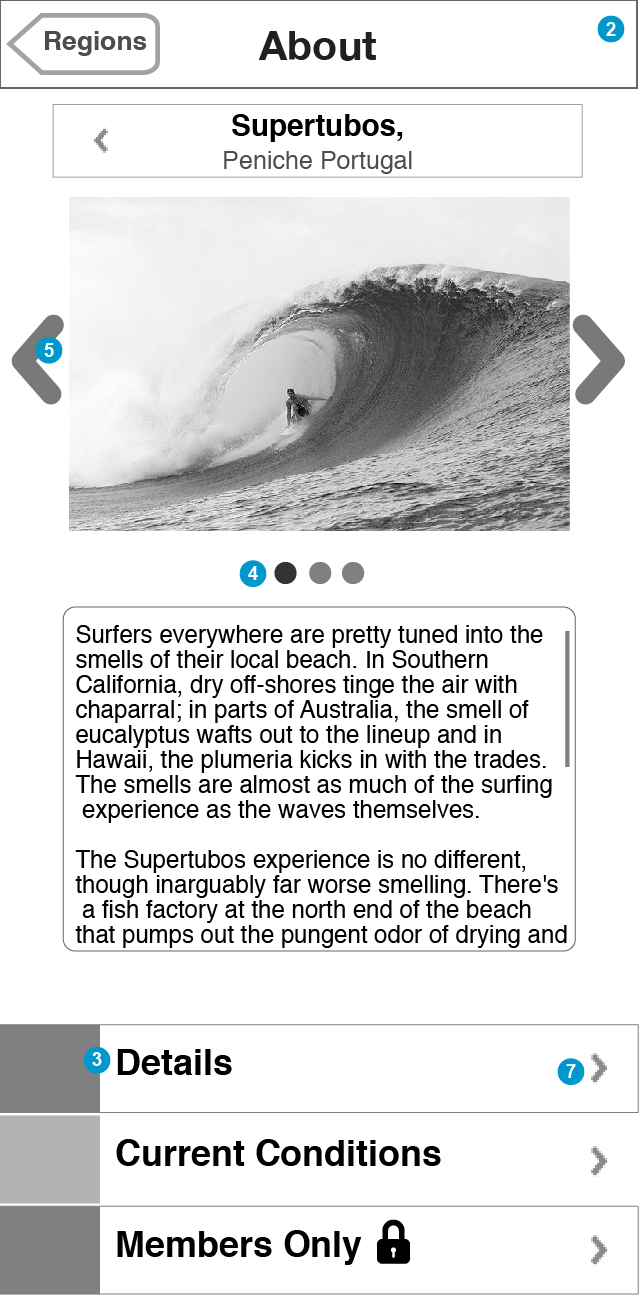 Regions
About
2
Supertubos,
Peniche Portugal
5
4
Surfers everywhere are pretty tuned into the
smells of their local beach. In Southern
California, dry off-shores tinge the air with
chaparral; in parts of Australia, the smell of
eucalyptus wafts out to the lineup and in
Hawaii, the plumeria kicks in with the trades.
The smells are almost as much of the surfing
experience as the waves themselves.
The Supertubos experience is no different,
though inarguably far worse smelling. There's
a fish factory at the north end of the beach
that pumps out the pungent odor of drying and
3 Details 7
Current Conditions
Members Only